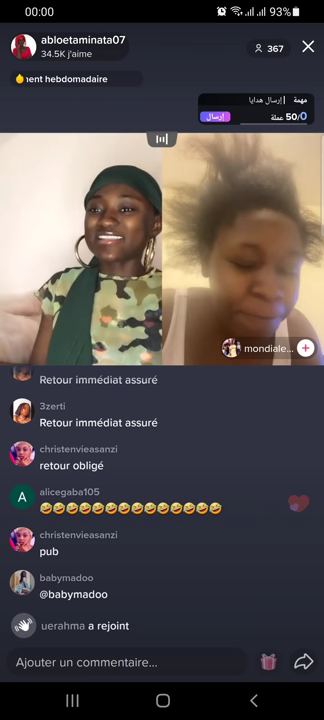 00:00
93%
abloetaminata07
34.5K j'aime
367
nent hebdomadaire
مهمة | إرسال هدايا
50/0 عملة
إرسال
mondiale...
Retour immédiat assuré
3zerti
Retour immédiat assuré
christenvieasanzi
retour obligé
A
alicegaba105
🤣🤣🤣🤣🤣🤣🤣🤣🤣🤣🤣🤣🤣🤣
christenvieasanzi
pub
babymadoo
@babymadoo
uerahma a rejoint
Ajouter un commentaire...